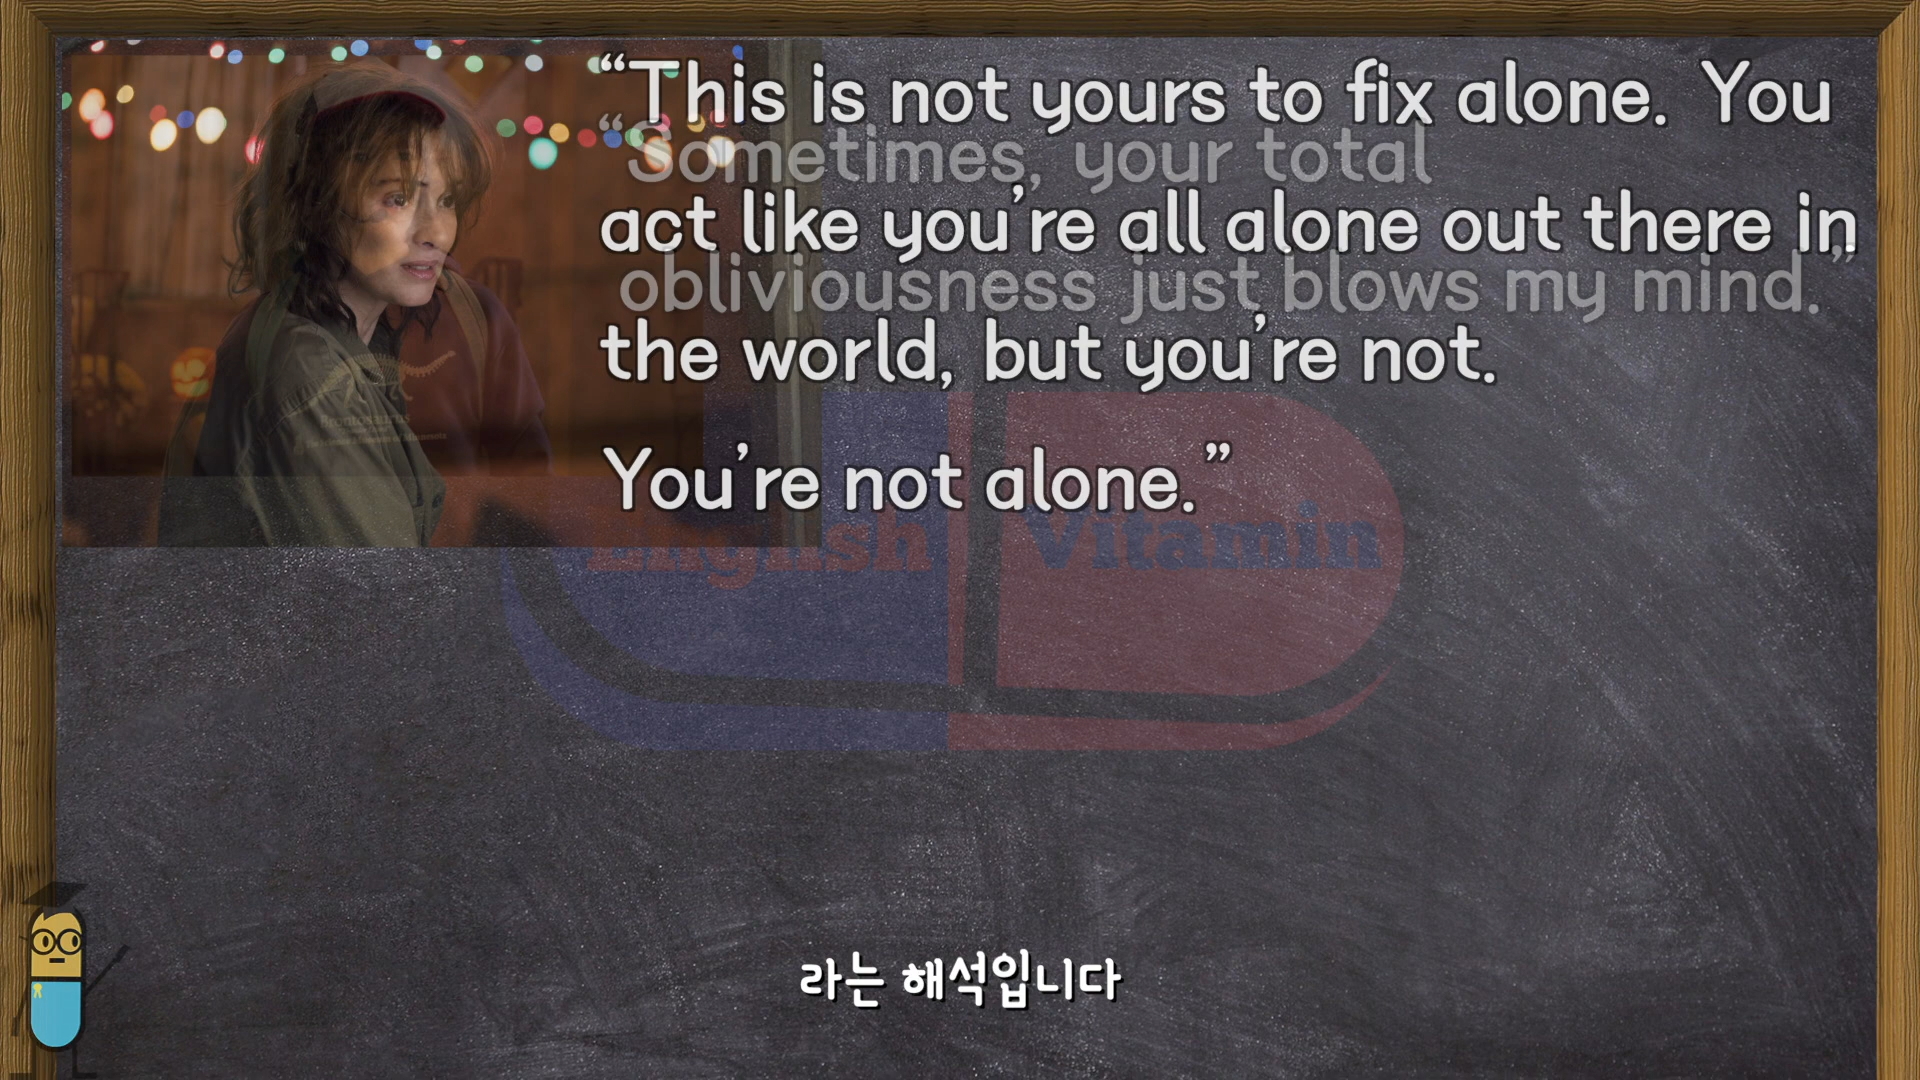 “This is not yours to fix alone. You
“Sometimes, your total
act like you’re all alone out there in
obliviousness just blows my mind.”
the world, but you’re not.
You’re not alone.”
English Vitamin
Brontosaurus
라는 해석입니다